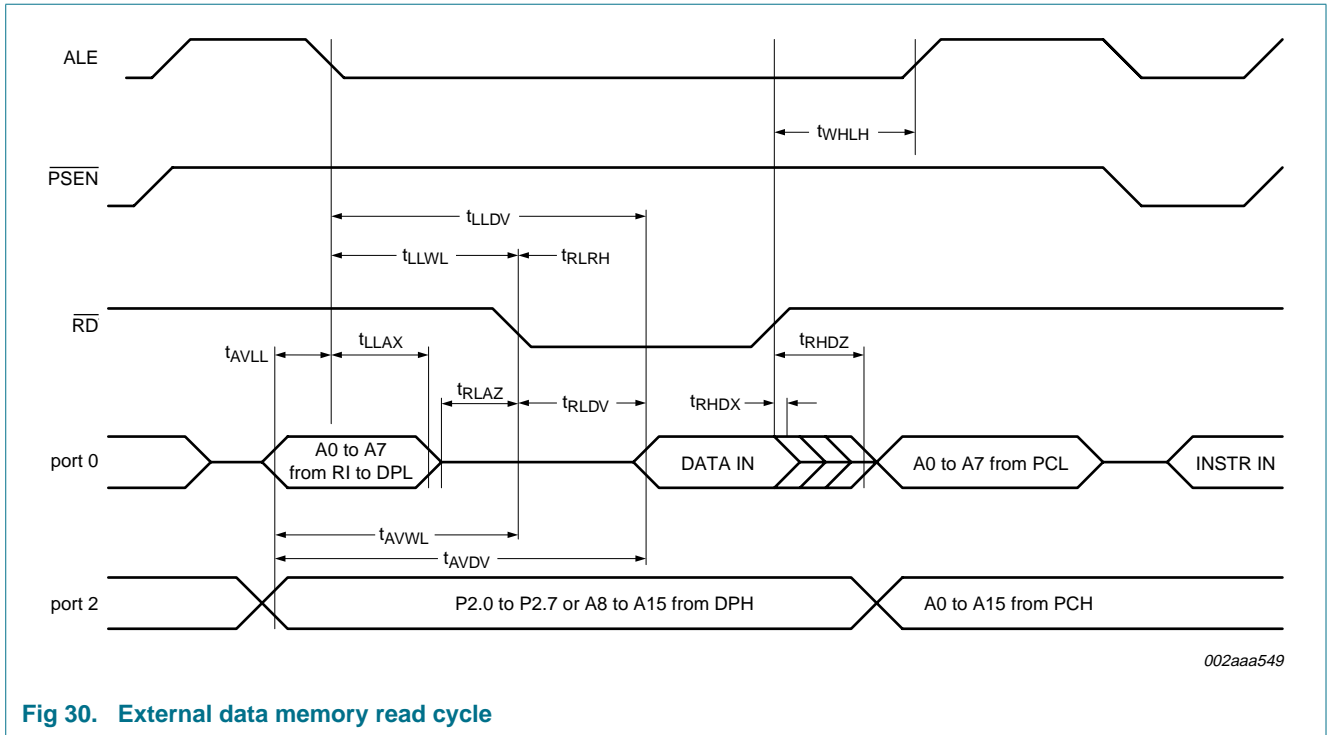 ALE
tWHLH
PSEN
tLLDV
tLLWL
tRLRH
RD
tAVLL
tLLAX
tRHDZ
tRLAZ
tRLDV
tRHDX
port 0
A0 to A7
from RI to DPL
DATA IN
A0 to A7 from PCL
INSTR IN
tAVWL
tAVDV
port 2
P2.0 to P2.7 or A8 to A15 from DPH
A0 to A15 from PCH
002aaa549
Fig 30. External data memory read cycle